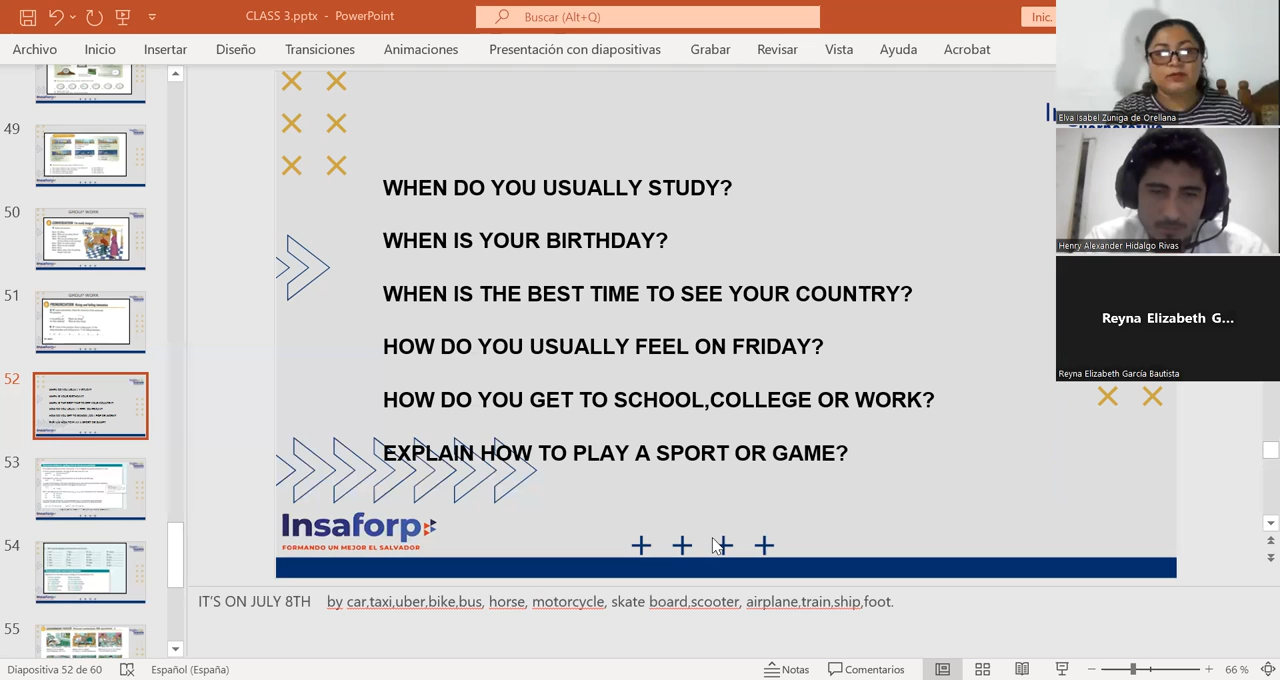 CLASS 3.pptx - PowerPoint
Buscar (Alt+Q)
Inic.
Archivo Inicio Insertar Diseño Transiciones Animaciones Presentación con diapositivas Grabar Revisar Vista Ayuda Acrobat
49
50
GROUP WORK
51
GROUP WORK
52
53
54
55
WHEN DO YOU USUALLY STUDY?
WHEN IS YOUR BIRTHDAY?
WHEN IS THE BEST TIME TO SEE YOUR COUNTRY?
HOW DO YOU USUALLY FEEL ON FRIDAY?
HOW DO YOU GET TO SCHOOL,COLLEGE OR WORK?
EXPLAIN HOW TO PLAY A SPORT OR GAME?
Insaforp
FORMANDO UN MEJOR EL SALVADOR
Elva Isabel Zuniga de Orellana
Henry Alexander Hidalgo Rivas
Reyna Elizabeth G...
Reyna Elizabeth García Bautista
IT'S ON JULY 8TH by car,taxi,uber,bike,bus, horse, motorcycle, skate board,scooter, airplane,train,ship,foot.
Diapositiva 52 de 60 Español (España) Notas Comentarios 66 %